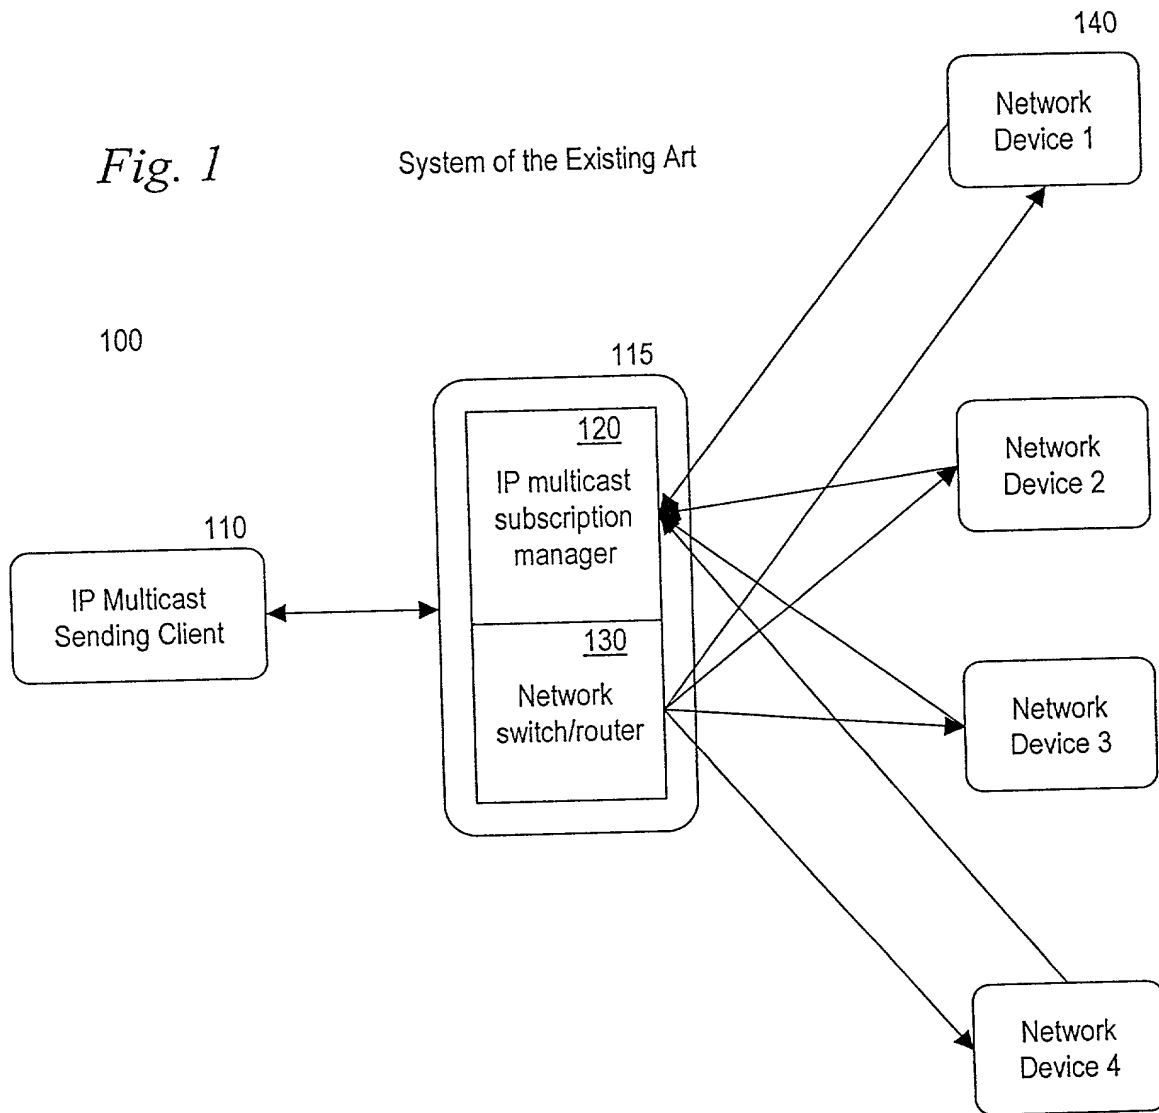 140
Network
Device 1
Fig. 1
System of the Existing Art
100
115
120
IP multicast
subscription
manager
Network
Device 2
110
IP Multicast
Sending Client
130
Network
switch/router
Network
Device 3
Network
Device 4